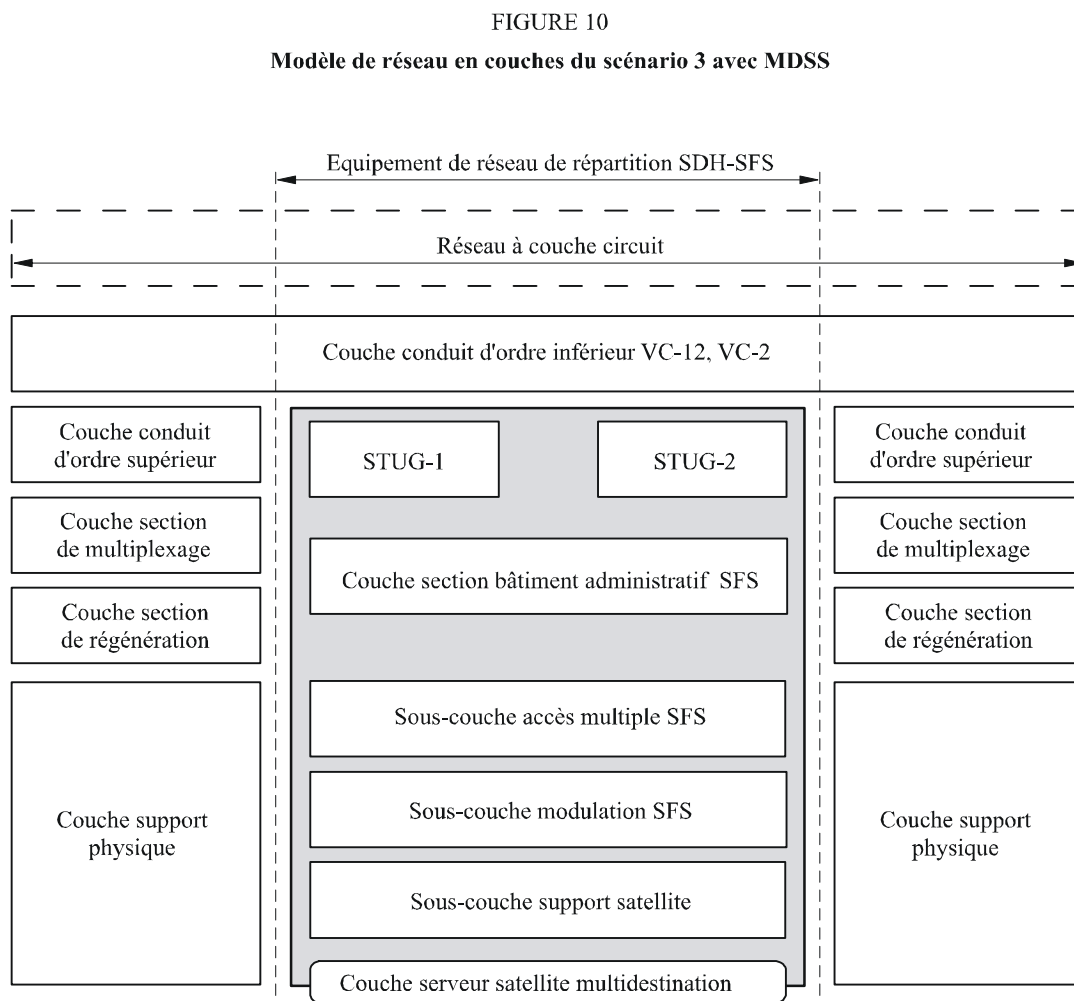 FIGURE 10
Modèle de réseau en couches du scénario 3 avec MDSS
Equipement de réseau de répartition SDH-SFS
Réseau à couche circuit
Couche conduit d'ordre inférieur VC-12, VC-2
Couche conduit
d'ordre supérieur
Couche section
de multiplexage
Couche section
de régénération
Couche support
physique
STUG-1
STUG-2
Couche section bâtiment administratif SFS
Sous-couche accès multiple SFS
Sous-couche modulation SFS
Sous-couche support satellite
Couche serveur satellite multidestination
Couche conduit
d'ordre supérieur
Couche section
de multiplexage
Couche section
de régénération
Couche support
physique